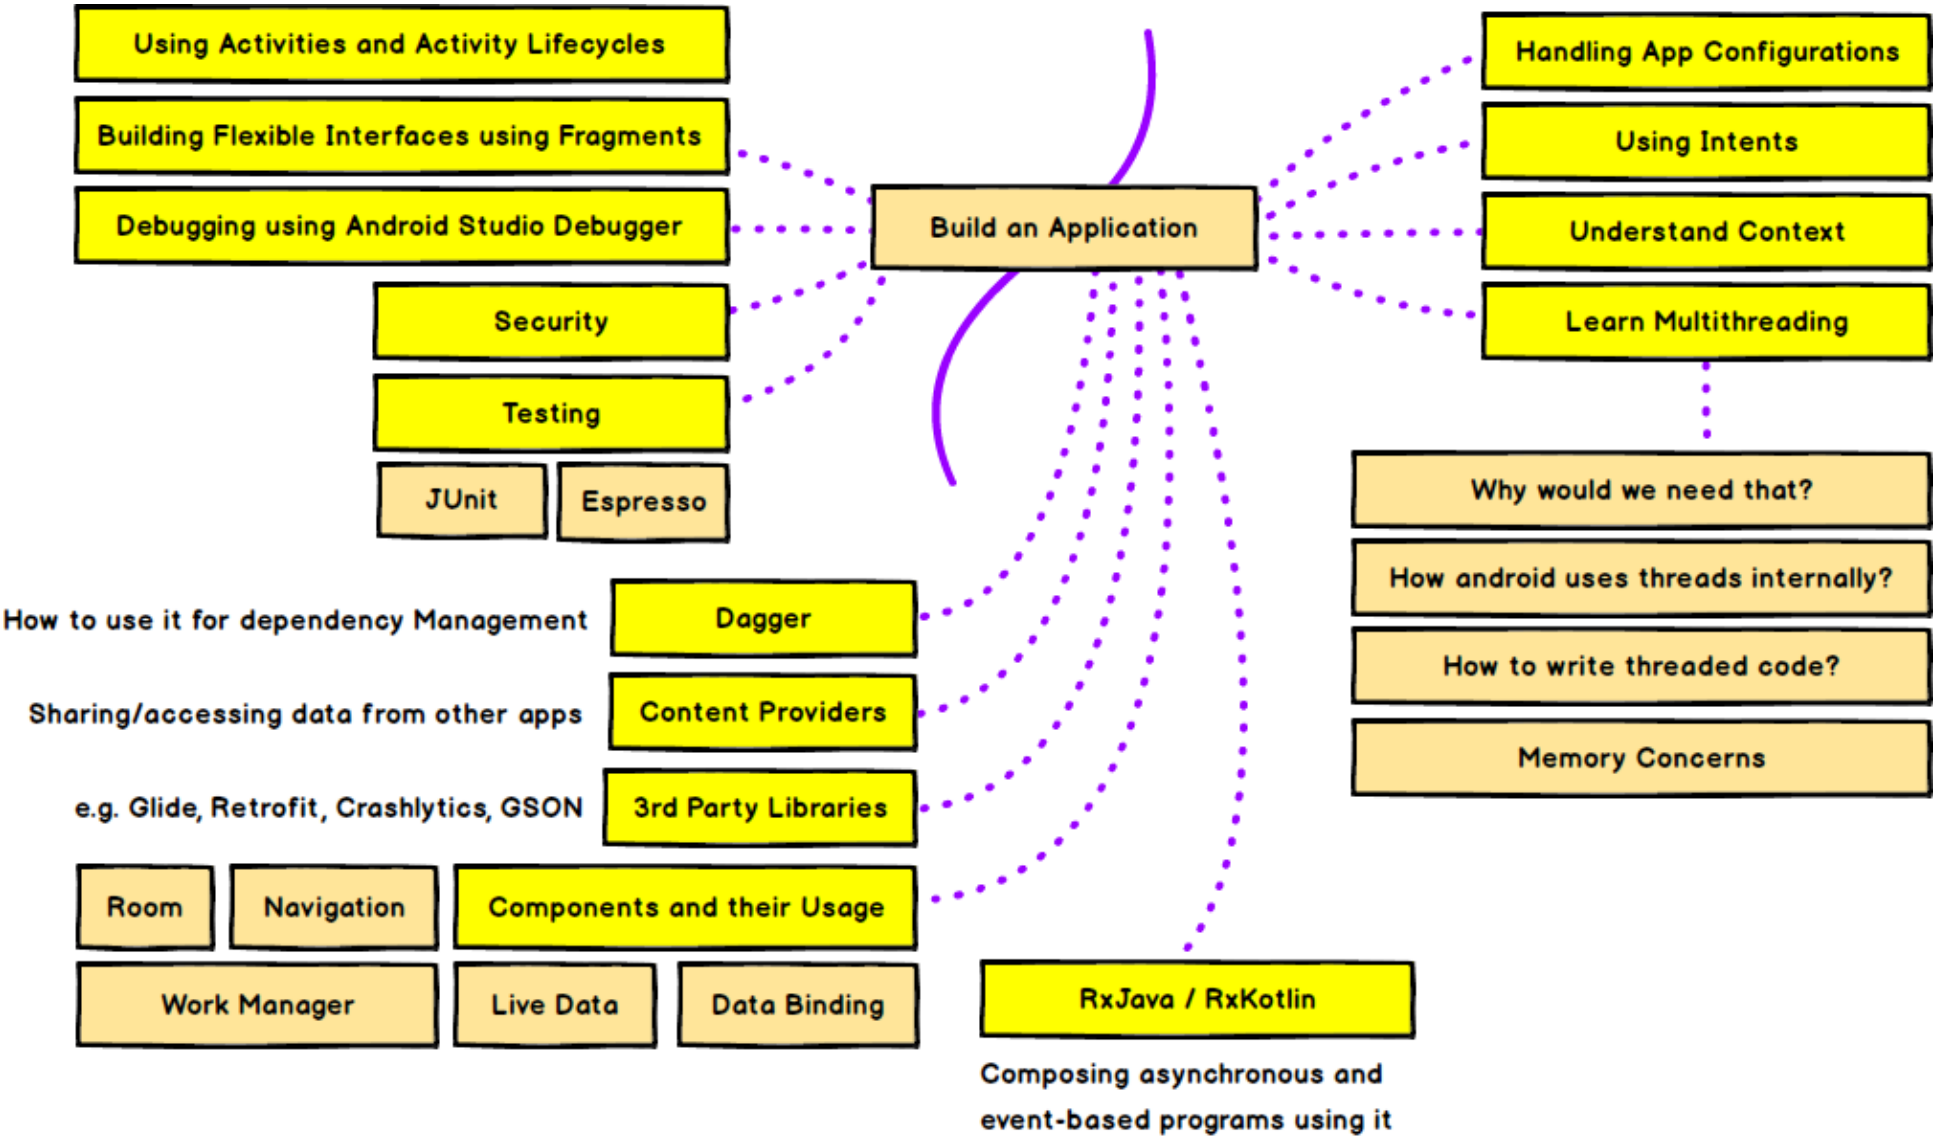 Using Activities and Activity Lifecycles
Building Flexible Interfaces using Fragments
Debugging using Android Studio Debugger
Security
Testing
JUnit
Espresso
Build an Application
Handling App Configurations
Using Intents
Understand Context
Learn Multithreading
Why would we need that?
How android uses threads internally?
How to write threaded code?
Memory Concerns
How to use it for dependency Management
Dagger
Sharing/accessing data from other apps
Content Providers
e.g. Glide, Retrofit, Crashlytics, GSON
3rd Party Libraries
Room
Navigation
Components and their Usage
Work Manager
Live Data
Data Binding
RxJava / RxKotlin
Composing asynchronous and
event-based programs using it